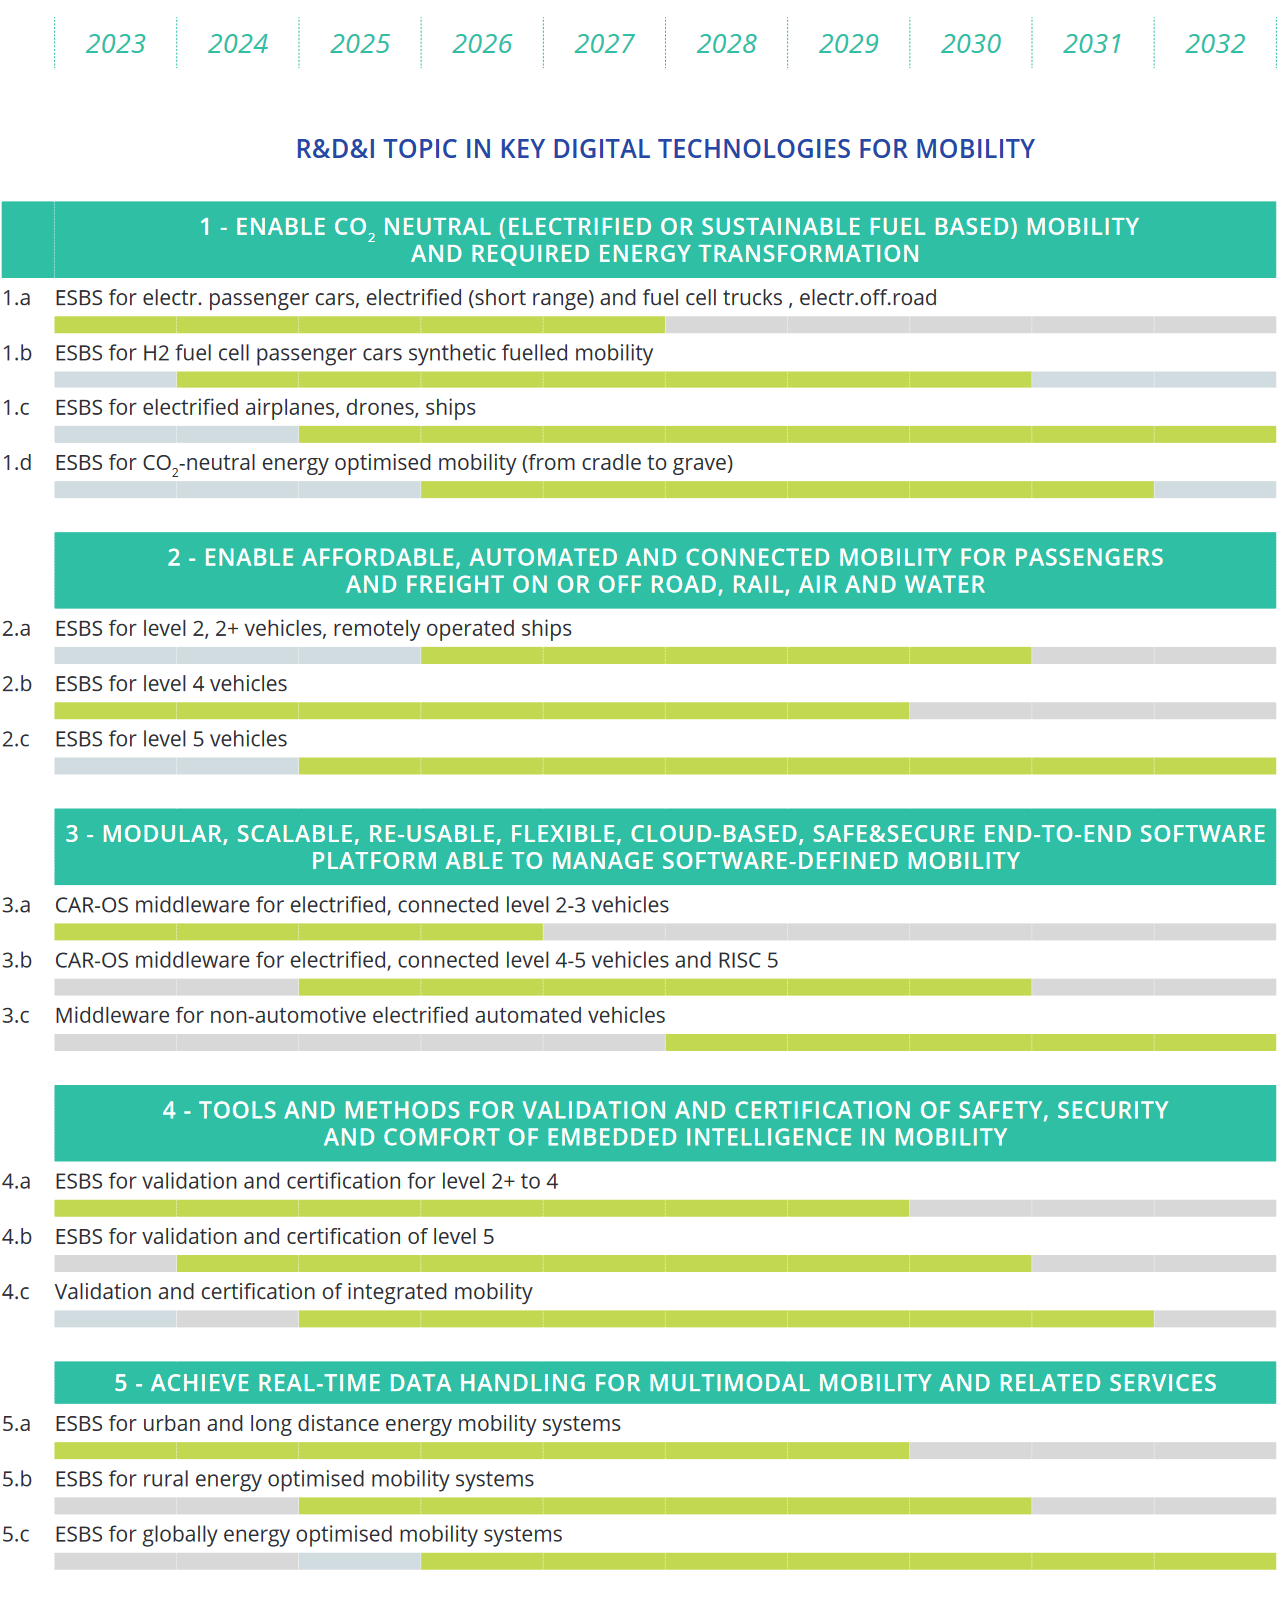 2023 2024 2025 2026 2027 2028 2029 2030 2031 2032
R&D&I TOPIC IN KEY DIGITAL TECHNOLOGIES FOR MOBILITY
1 - ENABLE CO2 NEUTRAL (ELECTRIFIED OR SUSTAINABLE FUEL BASED) MOBILITY
AND REQUIRED ENERGY TRANSFORMATION
1.a ESBS for electr. passenger cars, electrified (short range) and fuel cell trucks , electr.off.road
1.b ESBS for H2 fuel cell passenger cars synthetic fuelled mobility
1.c ESBS for electrified airplanes, drones, ships
1.d ESBS for CO2-neutral energy optimised mobility (from cradle to grave)
2 - ENABLE AFFORDABLE, AUTOMATED AND CONNECTED MOBILITY FOR PASSENGERS
AND FREIGHT ON OR OFF ROAD, RAIL, AIR AND WATER
2.a ESBS for level 2, 2+ vehicles, remotely operated ships
2.b ESBS for level 4 vehicles
2.c ESBS for level 5 vehicles
3 - MODULAR, SCALABLE, RE-USABLE, FLEXIBLE, CLOUD-BASED, SAFE&SECURE END-TO-END SOFTWARE
PLATFORM ABLE TO MANAGE SOFTWARE-DEFINED MOBILITY
3.a CAR-OS middleware for electrified, connected level 2-3 vehicles
3.b CAR-OS middleware for electrified, connected level 4-5 vehicles and RISC 5
3.c Middleware for non-automotive electrified automated vehicles
4 - TOOLS AND METHODS FOR VALIDATION AND CERTIFICATION OF SAFETY, SECURITY
AND COMFORT OF EMBEDDED INTELLIGENCE IN MOBILITY
4.a ESBS for validation and certification for level 2+ to 4
4.b ESBS for validation and certification of level 5
4.c Validation and certification of integrated mobility
5 - ACHIEVE REAL-TIME DATA HANDLING FOR MULTIMODAL MOBILITY AND RELATED SERVICES
5.a ESBS for urban and long distance energy mobility systems
5.b ESBS for rural energy optimised mobility systems
5.c ESBS for globally energy optimised mobility systems